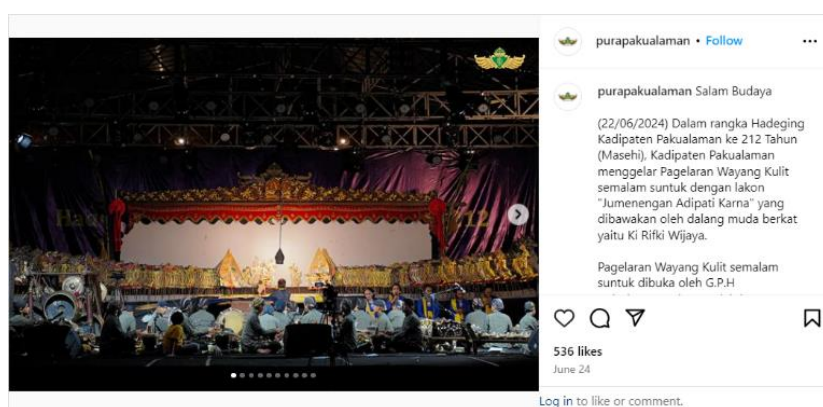 purapakualaman • Follow
purapakualaman Salam Budaya
(22/06/2024) Dalam rangka Hadeging
Kadipaten Pakualaman ke 212 Tahun
(Masehi), Kadipaten Pakualaman
menggelar Pagelaran Wayang Kulit
semalam suntuk dengan lakon
"Jumenengan Adipati Karna" yang
dibawakan oleh dalang muda berkat
yaitu Ki Rifki Wijaya.
Pagelaran Wayang Kulit semalam
suntuk dibuka oleh G.P.H
536 likes
June 24
Log in to like or comment.